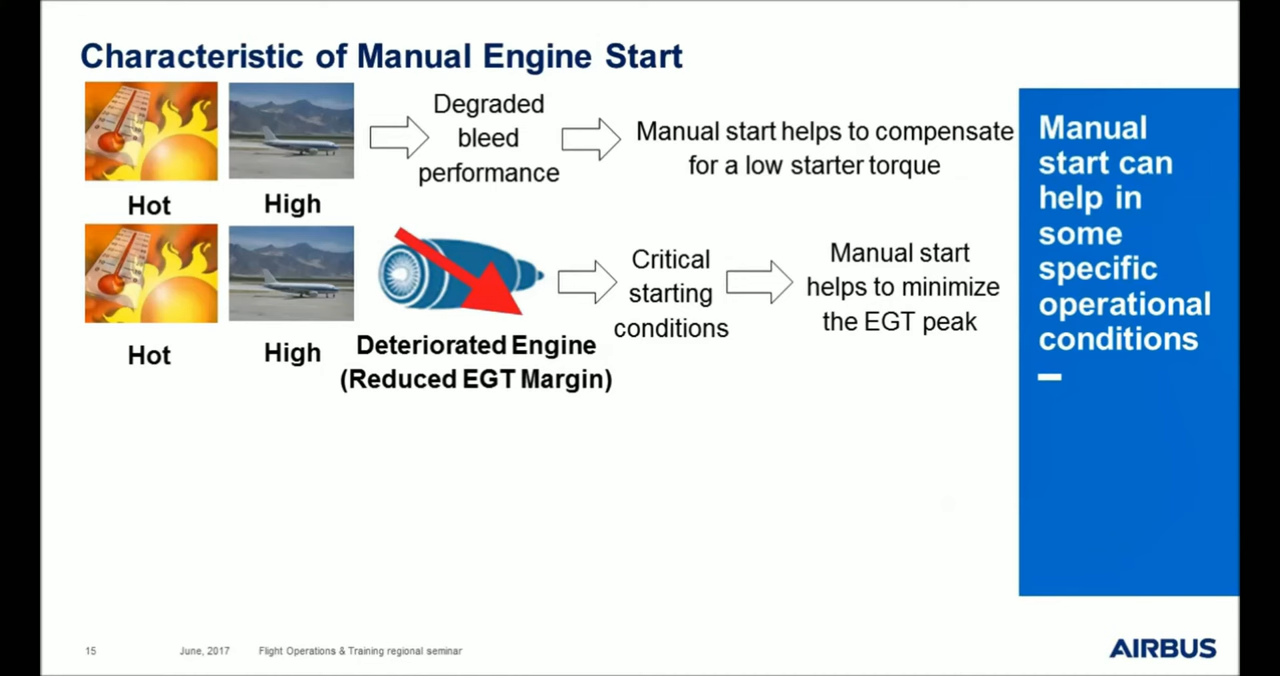 Characteristic of Manual Engine Start
Hot
High
Degraded
bleed
performance
Manual start helps to compensate
for a low starter torque
Hot
High
Deteriorated Engine
(Reduced EGT Margin)
Critical
starting
conditions
Manual start
helps to minimize
the EGT peak
Manual
start can
help in
some
specific
operational
conditions
15
June, 2017
Flight Operations & Training regional seminar
AIRBUS